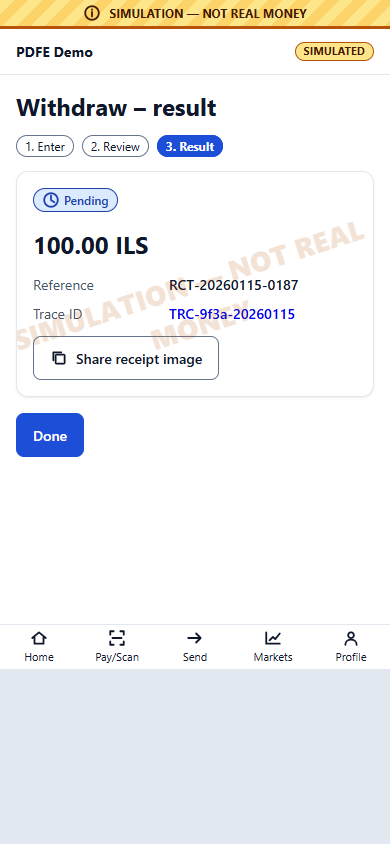 SIMULATION — NOT REAL MONEY
PDFE Demo
SIMULATED
Withdraw – result
1. Enter
2. Review
3. Result
Pending
100.00 ILS
Reference RCT-20260115-0187
Trace ID TRC-9f3a-20260115
SIMULATION — NOT REAL
MONEY
Share receipt image
Done
Home
Pay/Scan
Send
Markets
Profile